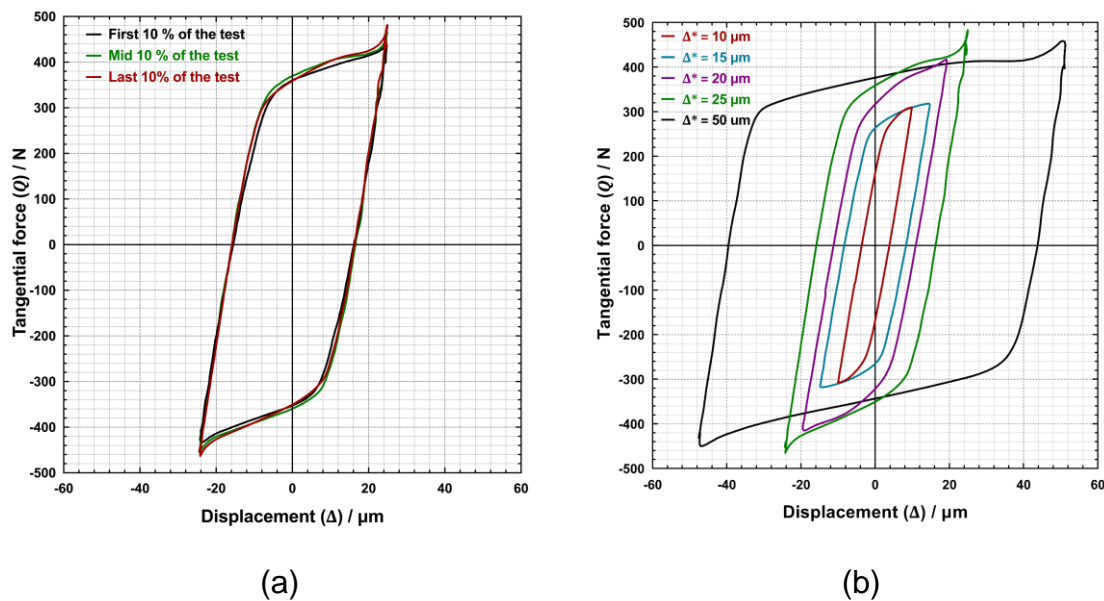 First 10 % of the test
Mid 10 % of the test
Last 10% of the test
Tangential force (Q) / N
500
400
300
200
100
0
-100
-200
-300
-400
-500
-60
-40
-20
0
20
40
60
Displacement (Δ) / μm
(a)
Δ* = 10 μm
Δ* = 15 μm
Δ* = 20 μm
Δ* = 25 μm
Δ* = 50 um
Tangential force (Q) / N
500
400
300
200
100
0
-100
-200
-300
-400
-500
-60
-40
-20
0
20
40
60
Displacement (Δ) / μm
(b)